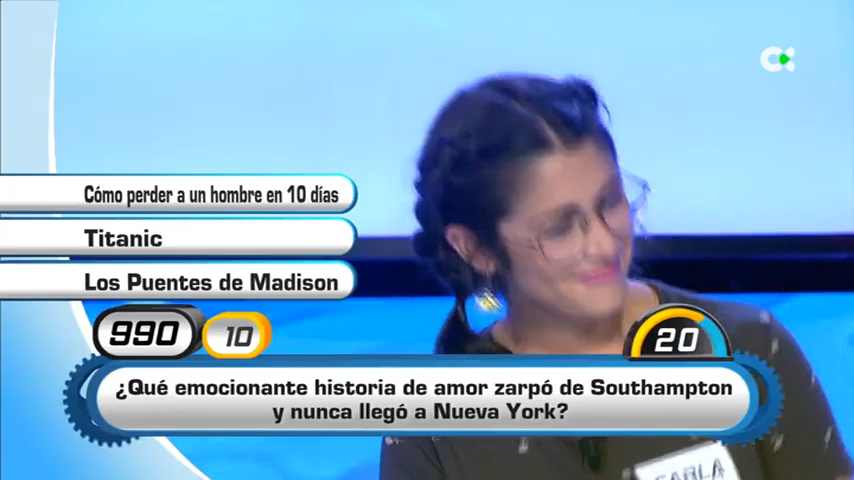 Cómo perder a un hombre en 10 días
Titanic
Los Puentes de Madison
990
10
20
¿Qué emocionante historia de amor zarpó de Southampton
y nunca llegó a Nueva York?
CARLA